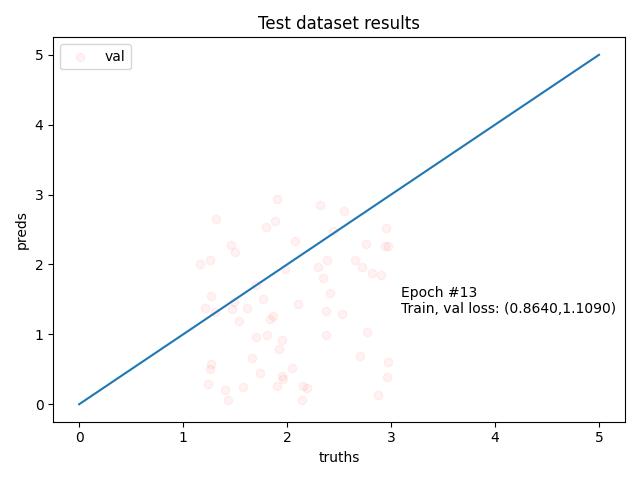 Test dataset results
val
5
4
3
2
1
0
preds
Epoch #13
Train, val loss: (0.8640,1.1090)
0 1 2 3 4 5
truths